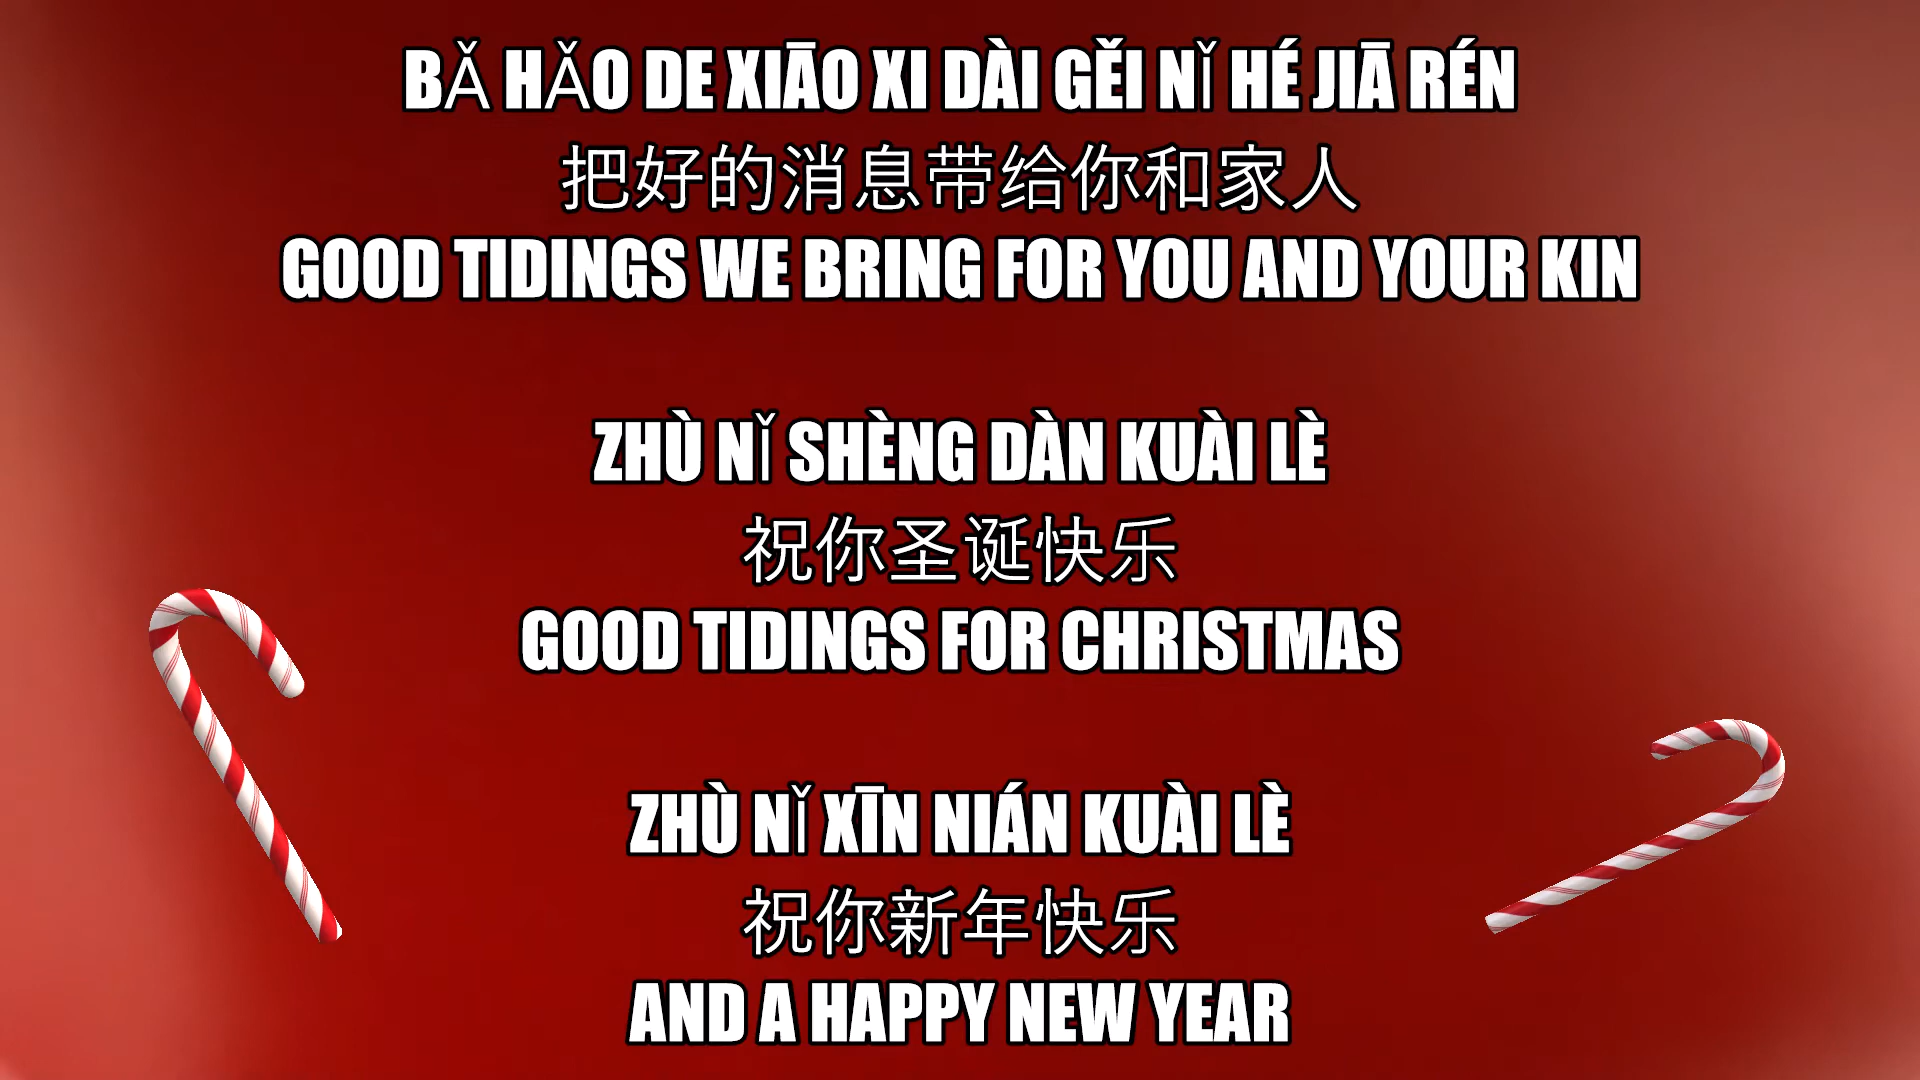 BǍ HǍO DE XIĀO XI DÀI GĚI NǏ HÉ JIĀ RÉN
把好的消息带给你和家人
GOOD TIDINGS WE BRING FOR YOU AND YOUR KIN
ZHÙ NǏ SHÈNG DÀN KUÀI LÈ
祝你圣诞快乐
GOOD TIDINGS FOR CHRISTMAS
ZHÙ NǏ XĪN NIÁN KUÀI LÈ
祝你新年快乐
AND A HAPPY NEW YEAR